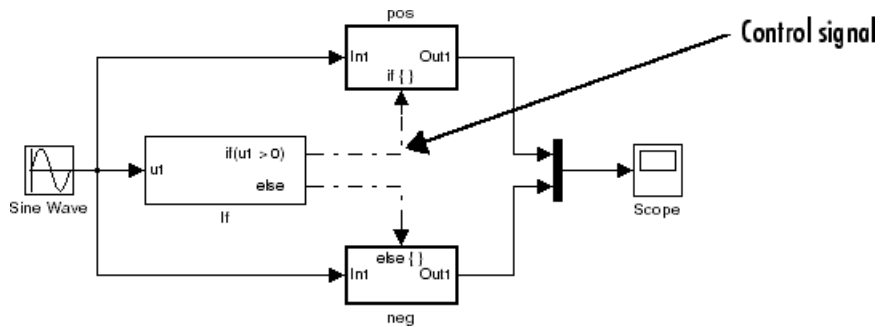 pos
Control signal
In1 Out1
if { }
if(u1 > 0)
u1
else
Sine Wave
If
Scope
else { }
In1 Out1
neg